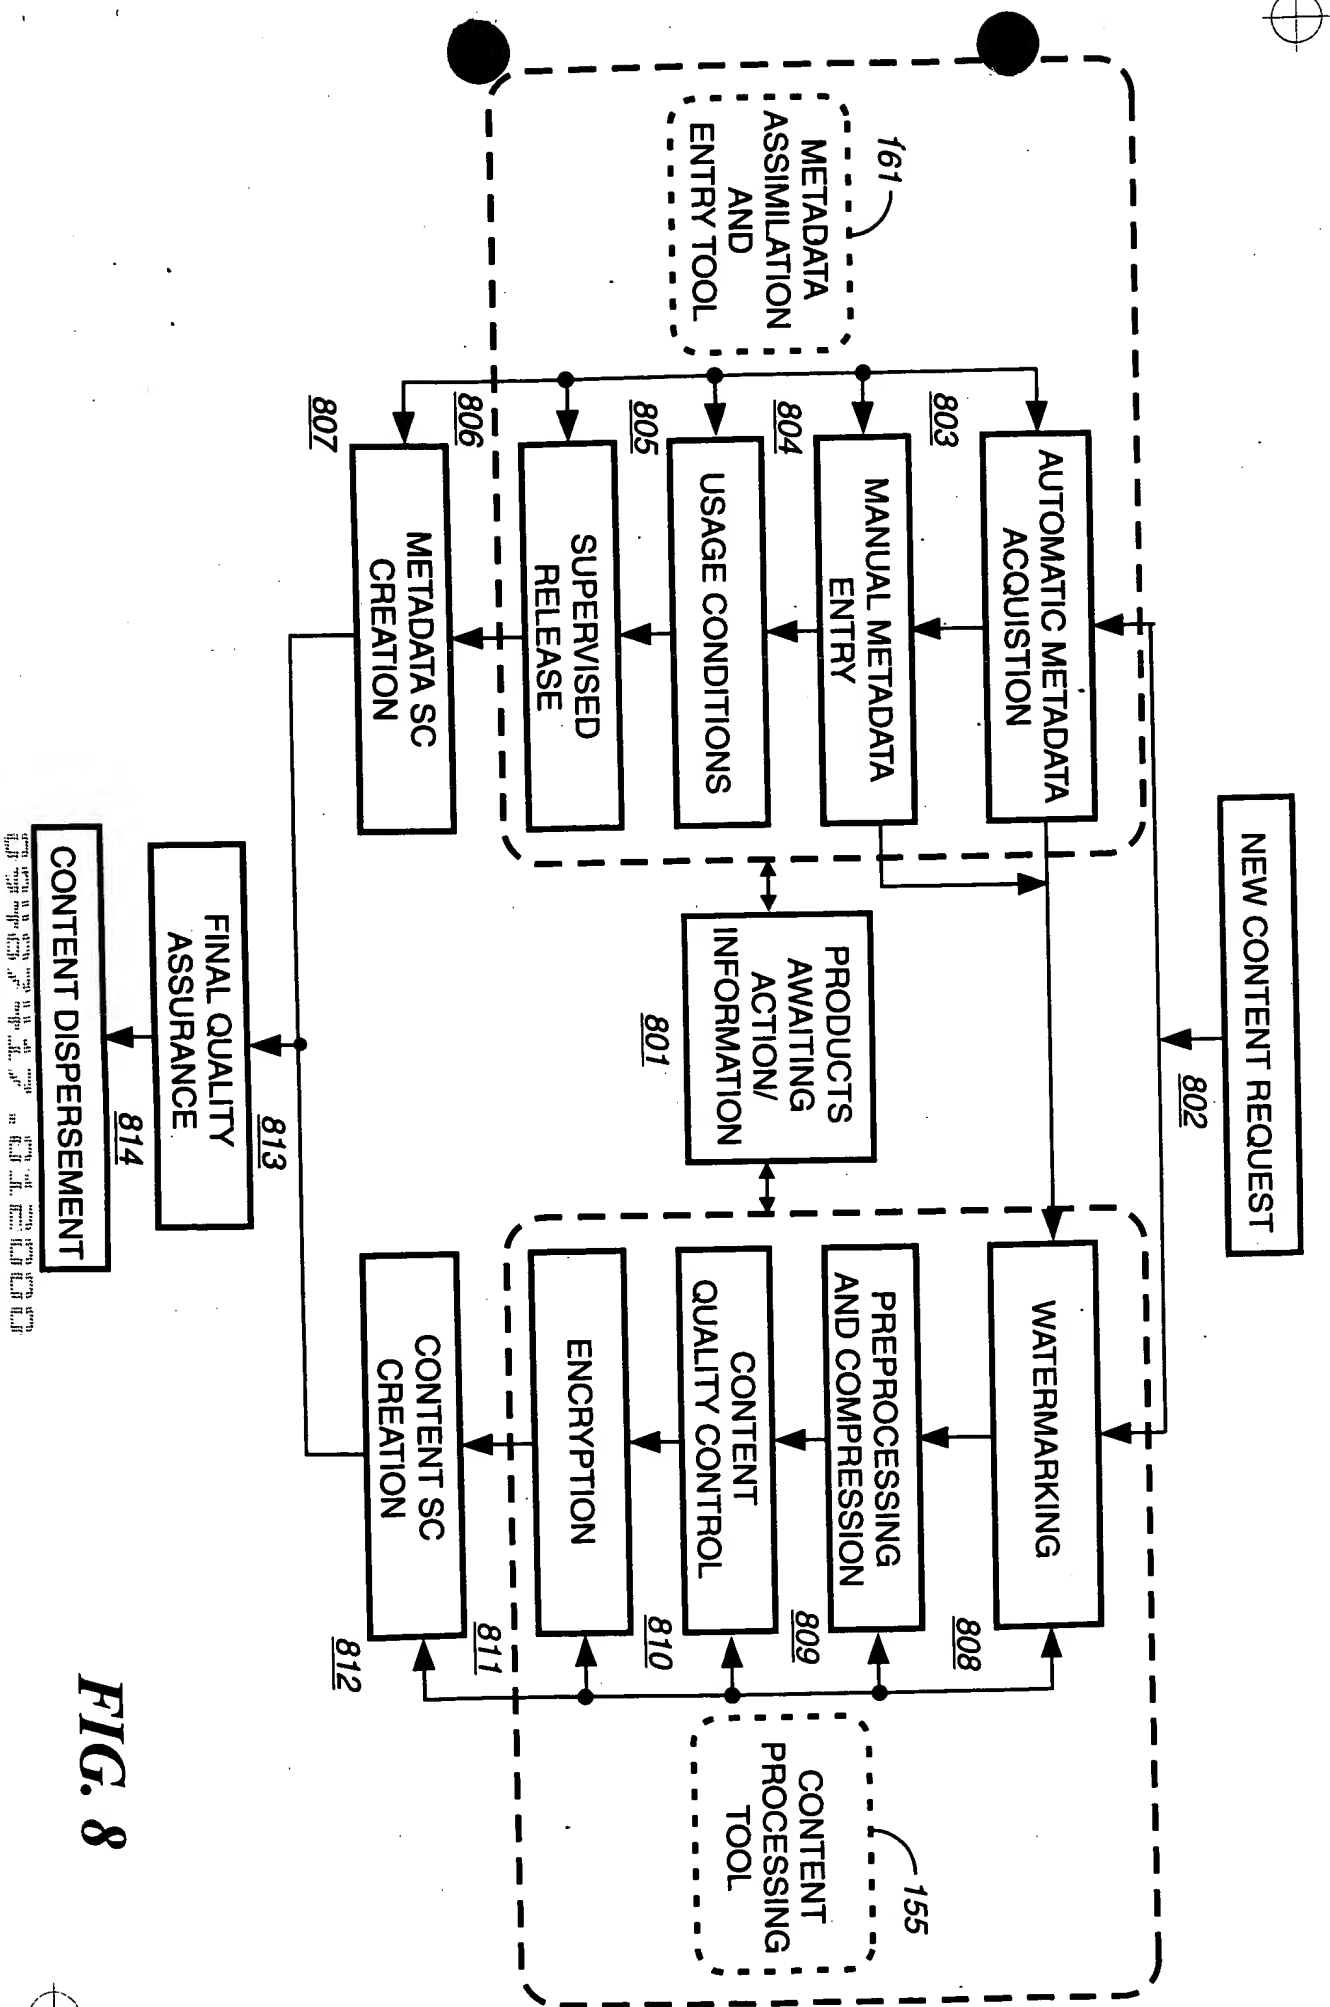 NEW CONTENT REQUEST
802
AUTOMATIC METADATA
ACQUISTION
803
MANUAL METADATA
ENTRY
804
USAGE CONDITIONS
805
SUPERVISED
RELEASE
806
METADATA SC
CREATION
807
161
METADATA
ASSIMILATION
AND
ENTRY TOOL
PRODUCTS
AWAITING
ACTION/
INFORMATION
801
WATERMARKING
808
PREPROCESSING
AND COMPRESSION
809
CONTENT
QUALITY CONTROL
810
ENCRYPTION
811
CONTENT SC
CREATION
812
155
CONTENT
PROCESSING
TOOL
FINAL QUALITY
ASSURANCE
813
CONTENT DISPERSEMENT
814
FIG. 8